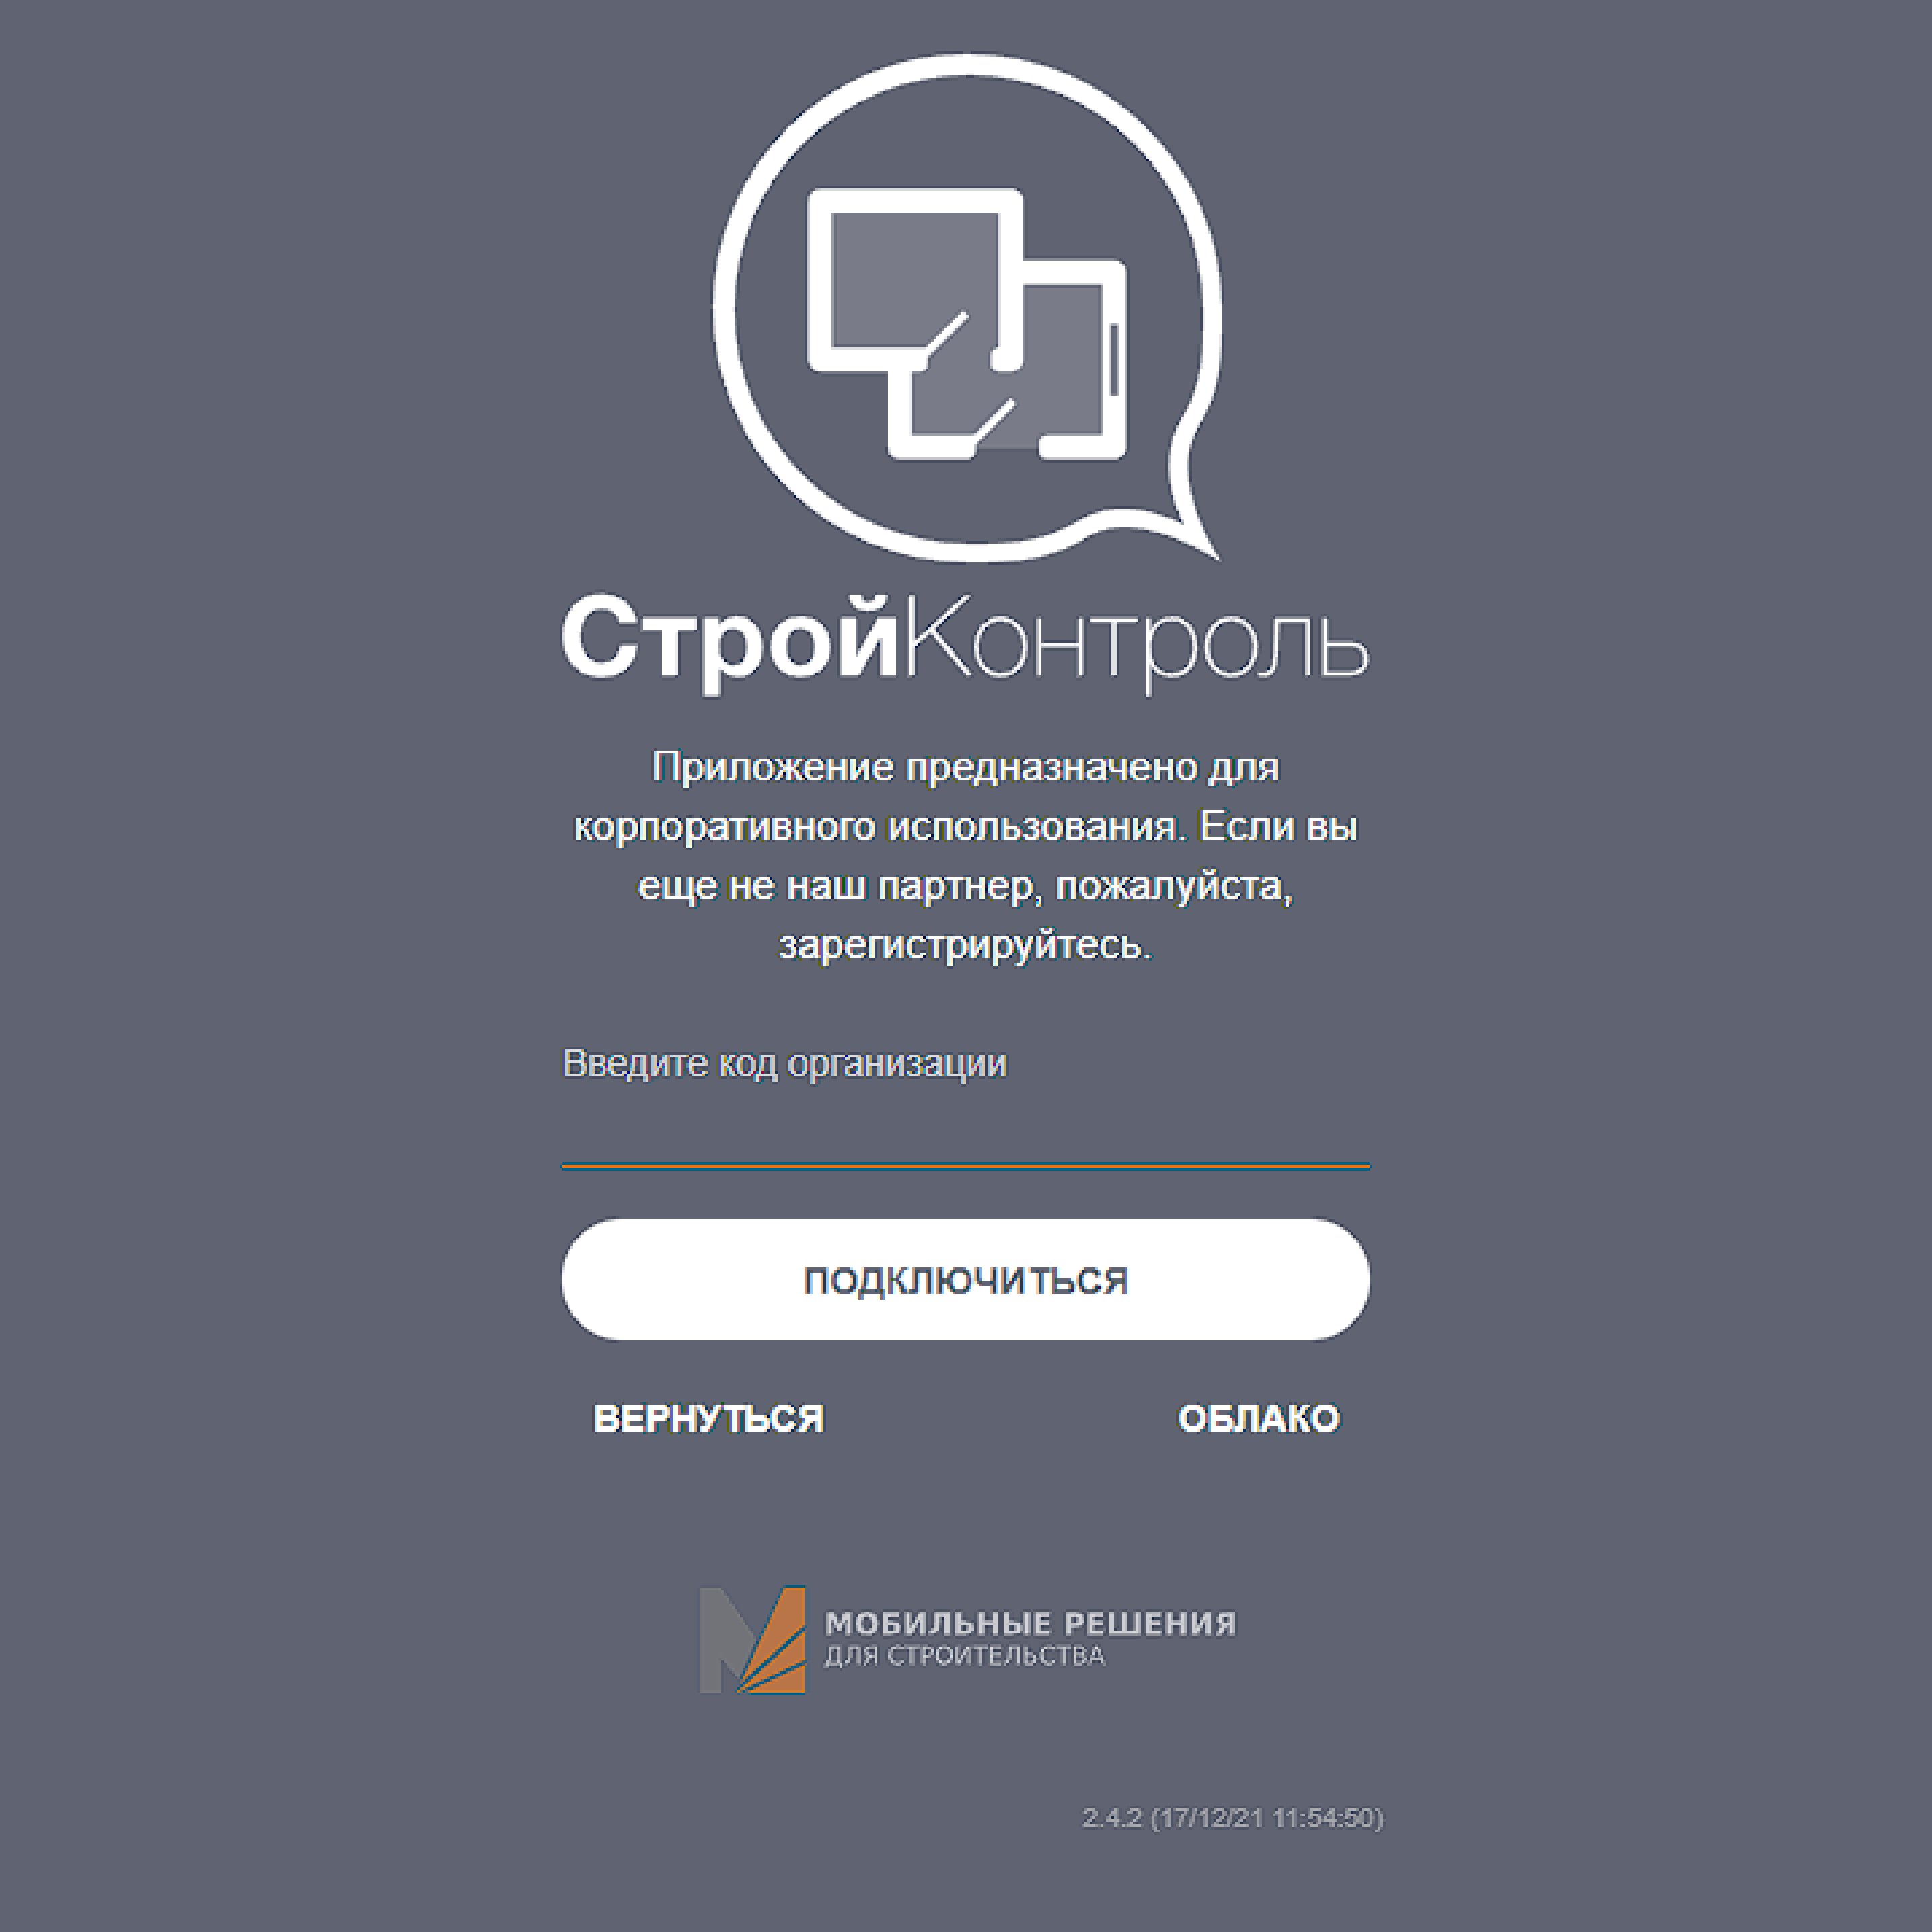 СтройКонтроль
Приложение предназначено для
корпоративного использования. Если вы
еще не наш партнер, пожалуйста,
зарегистрируйтесь.
Введите код организации
ПОДКЛЮЧИТЬСЯ
ВЕРНУТЬСЯ
ОБЛАКО
МОБИЛЬНЫЕ РЕШЕНИЯ
ДЛЯ СТРОИТЕЛЬСТВА
2.4.2 (17/12/21 11:54:50)